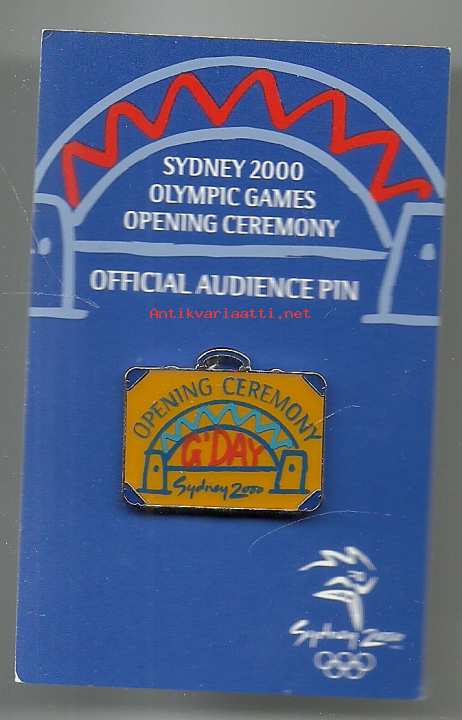 SYDNEY 2000
OLYMPIC GAMES
OPENING CEREMONY
OFFICIAL AUDIENCE PIN
Antikvariaatti.net
OPENING CEREMONY
G'DAY
Sydney 2000
Sydney 2000